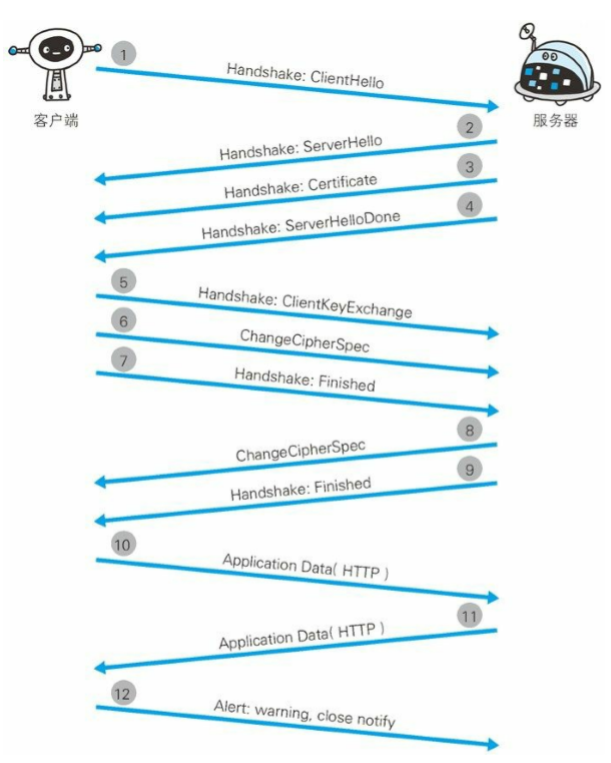 1
Handshake: ClientHello
客户端
服务器
2
Handshake: ServerHello
3
Handshake: Certificate
4
Handshake: ServerHelloDone
5
Handshake: ClientKeyExchange
6
ChangeCipherSpec
7
Handshake: Finished
8
ChangeCipherSpec
9
Handshake: Finished
10
Application Data( HTTP )
11
Application Data( HTTP )
12
Alert: warning, close notify